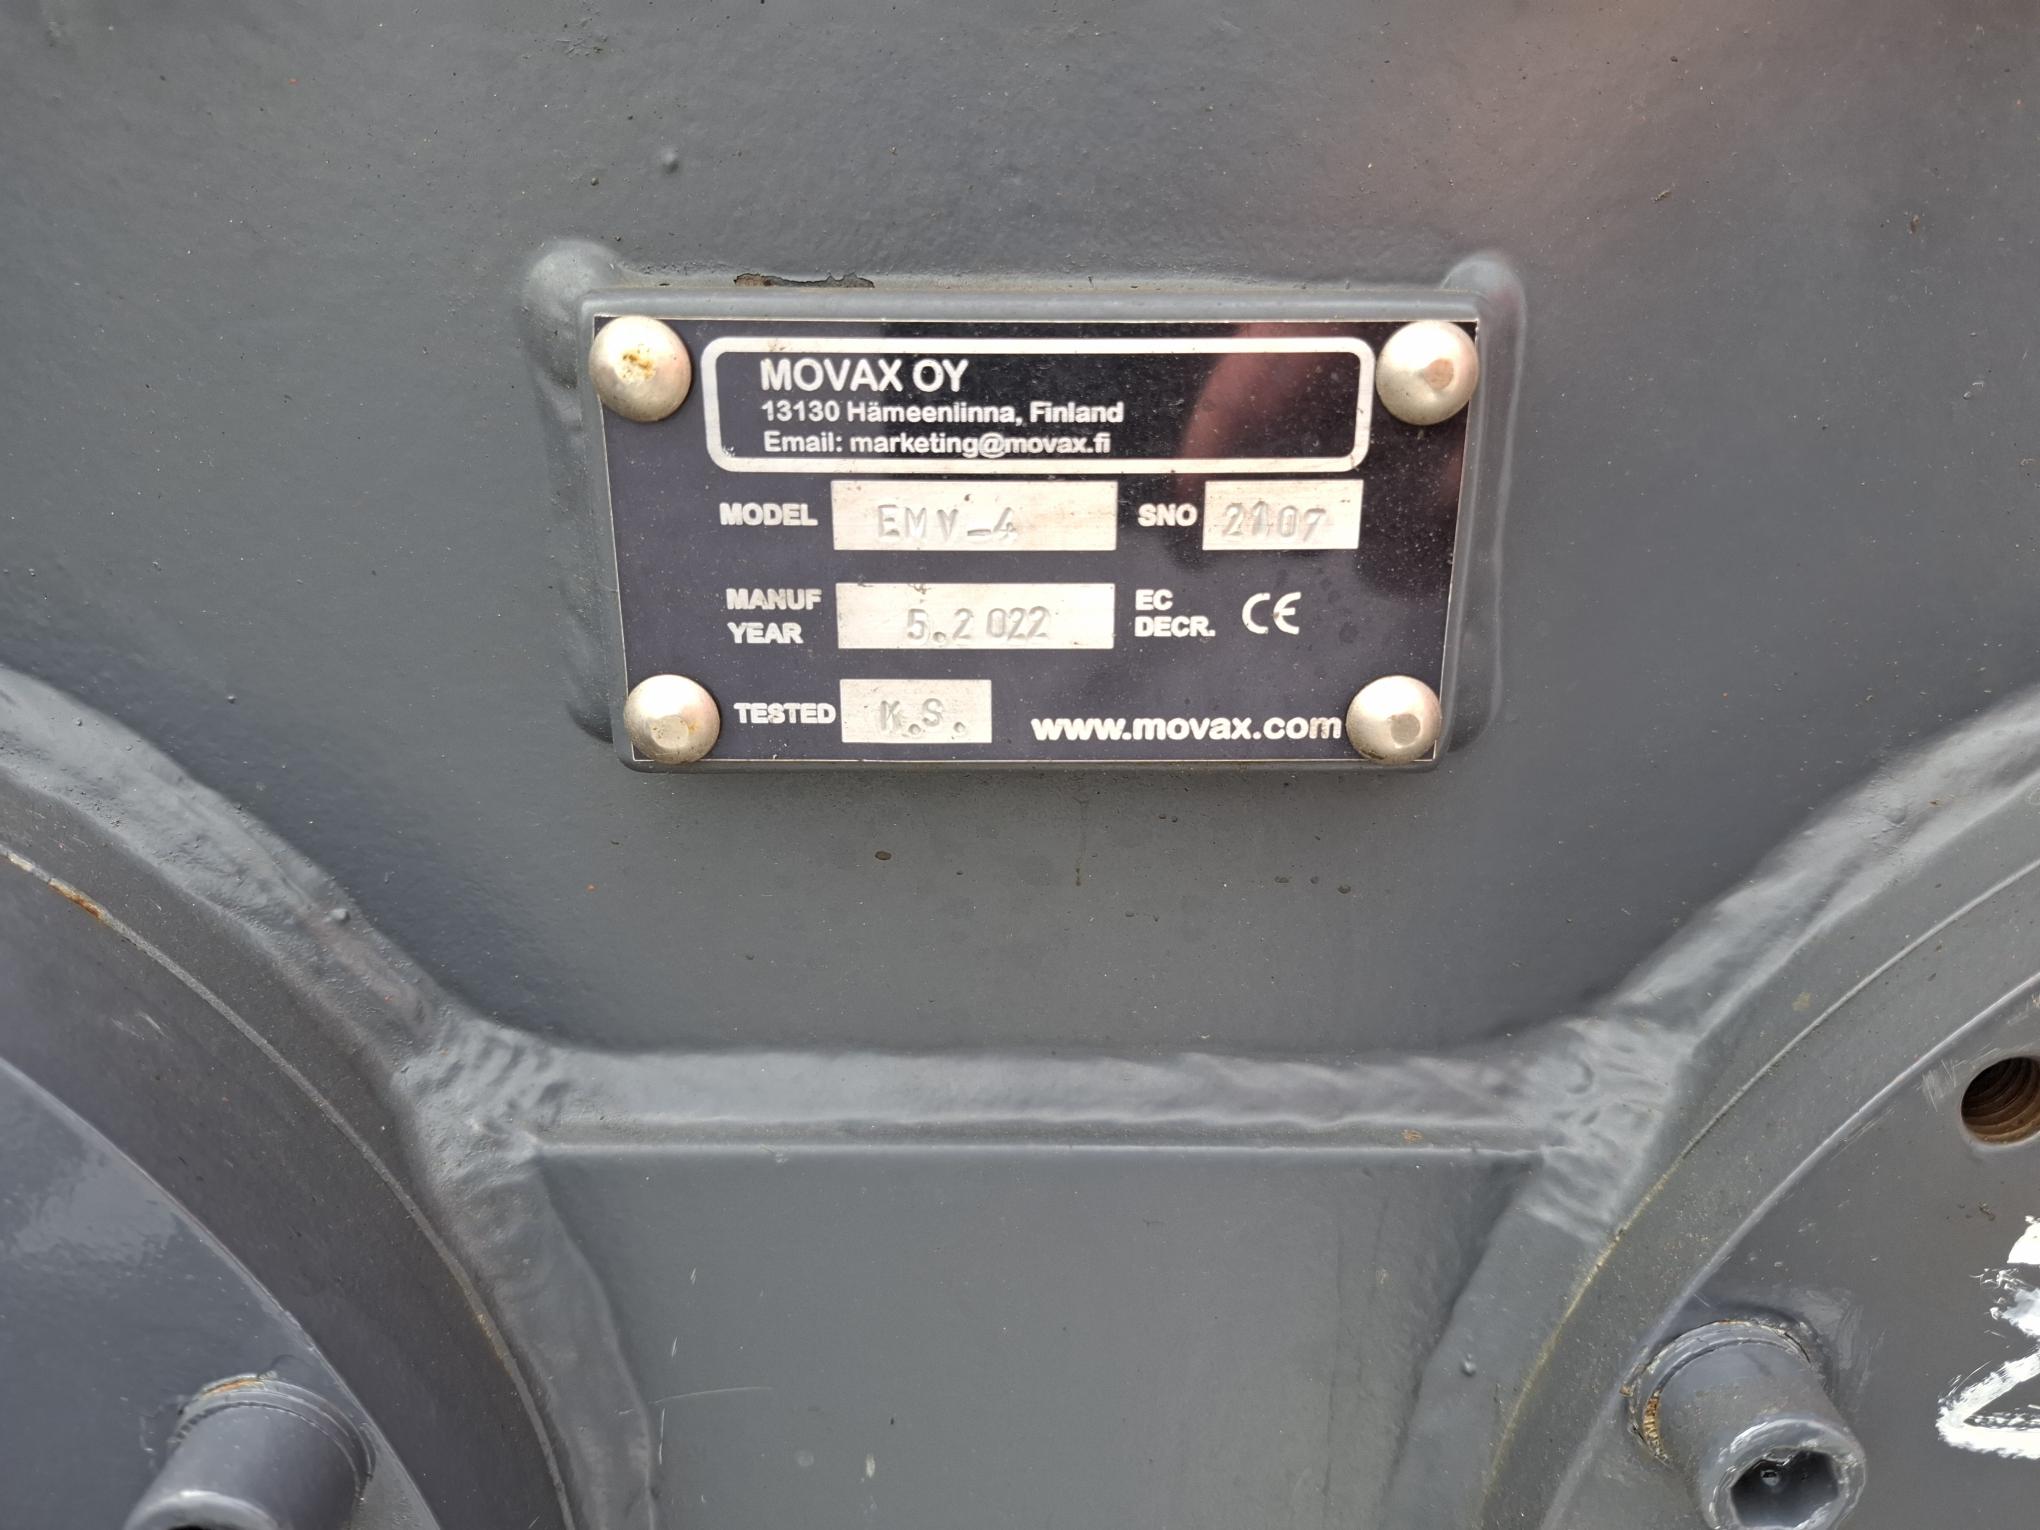 MOVAX OY
13130 Hämeenlinna, Finland
Email: marketing@movax.fi
MODEL EMV-4 SNO 2107
MANUF YEAR 5.2022 EC DECR. CE
TESTED K.S. www.movax.com